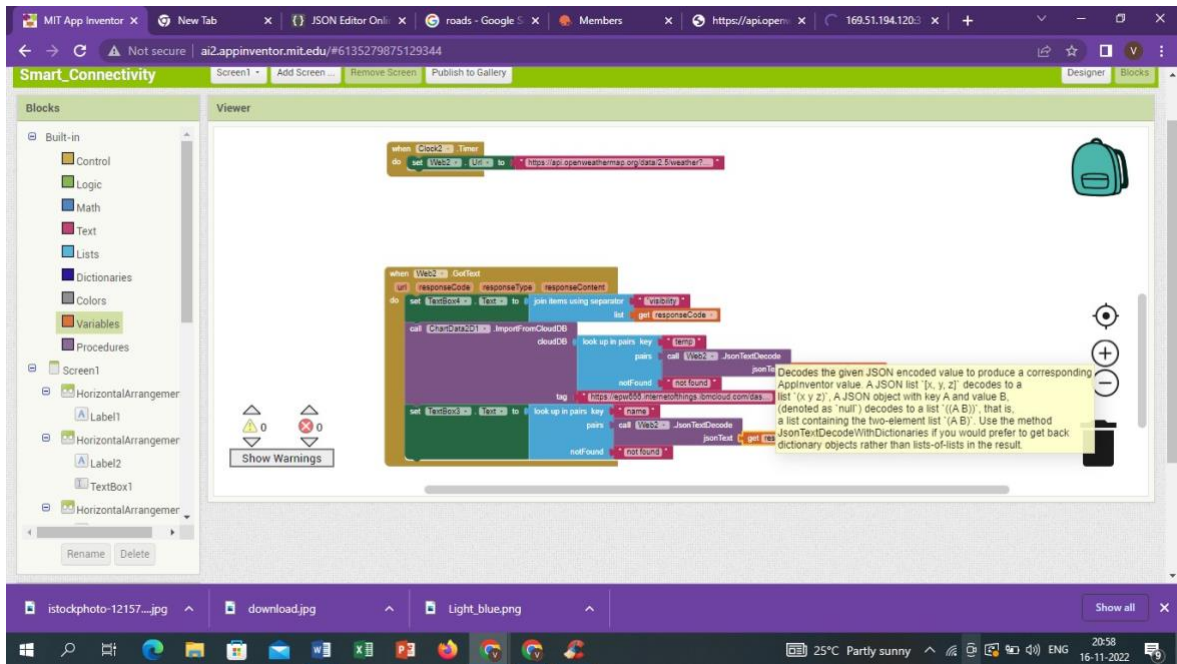 MIT App Inventor
New Tab
JSON Editor Onlin
roads - Google S
Members
https://api.openw
169.51.194.120:3
Not secure
ai2.appinventor.mit.edu/#6135279875129344
V
Smart_Connectivity
Screen1
Add Screen ...
Remove Screen
Publish to Gallery
Designer
Blocks
Blocks
Viewer
Built-in
Control
Logic
Math
Text
Lists
Dictionaries
Colors
Variables
Procedures
Screen1
HorizontalArrangemer
Label1
HorizontalArrangemer
Label2
TextBox1
HorizontalArrangemer
Rename
Delete
when Clock2 .Timer
do set Web2 . Url to " https://api.openweathermap.org/data/2.5/weather?... "
when Web2 .GotText
url responseCode responseType responseContent
do set TextBox4 . Text to join items using separator " visibility "
list get responseCode
call ChartData2D1 .ImportFromCloudDB
cloudDB look up in pairs key " temp "
pairs call Web2 .JsonTextDecode
jsonTe
notFound " not found "
tag " https://epw666.internetofthings.ibmcloud.com/das...
set TextBox3 . Text to look up in pairs key " name "
pairs call Web2 .JsonTextDecode
jsonText get res
notFound " not found "
Decodes the given JSON encoded value to produce a corresponding
AppInventor value. A JSON list `[x, y, z]` decodes to a
list `(x y z)`, A JSON object with key A and value B,
(denoted as `null`) decodes to a list `((A B))`, that is,
a list containing the two-element list `(A B)`. Use the method
JsonTextDecodeWithDictionaries if you would prefer to get back
dictionary objects rather than lists-of-lists in the result.
0
0
Show Warnings
istockphoto-12157....jpg
download.jpg
Light_blue.png
Show all
25°C Partly sunny
ENG
20:58
16-11-2022